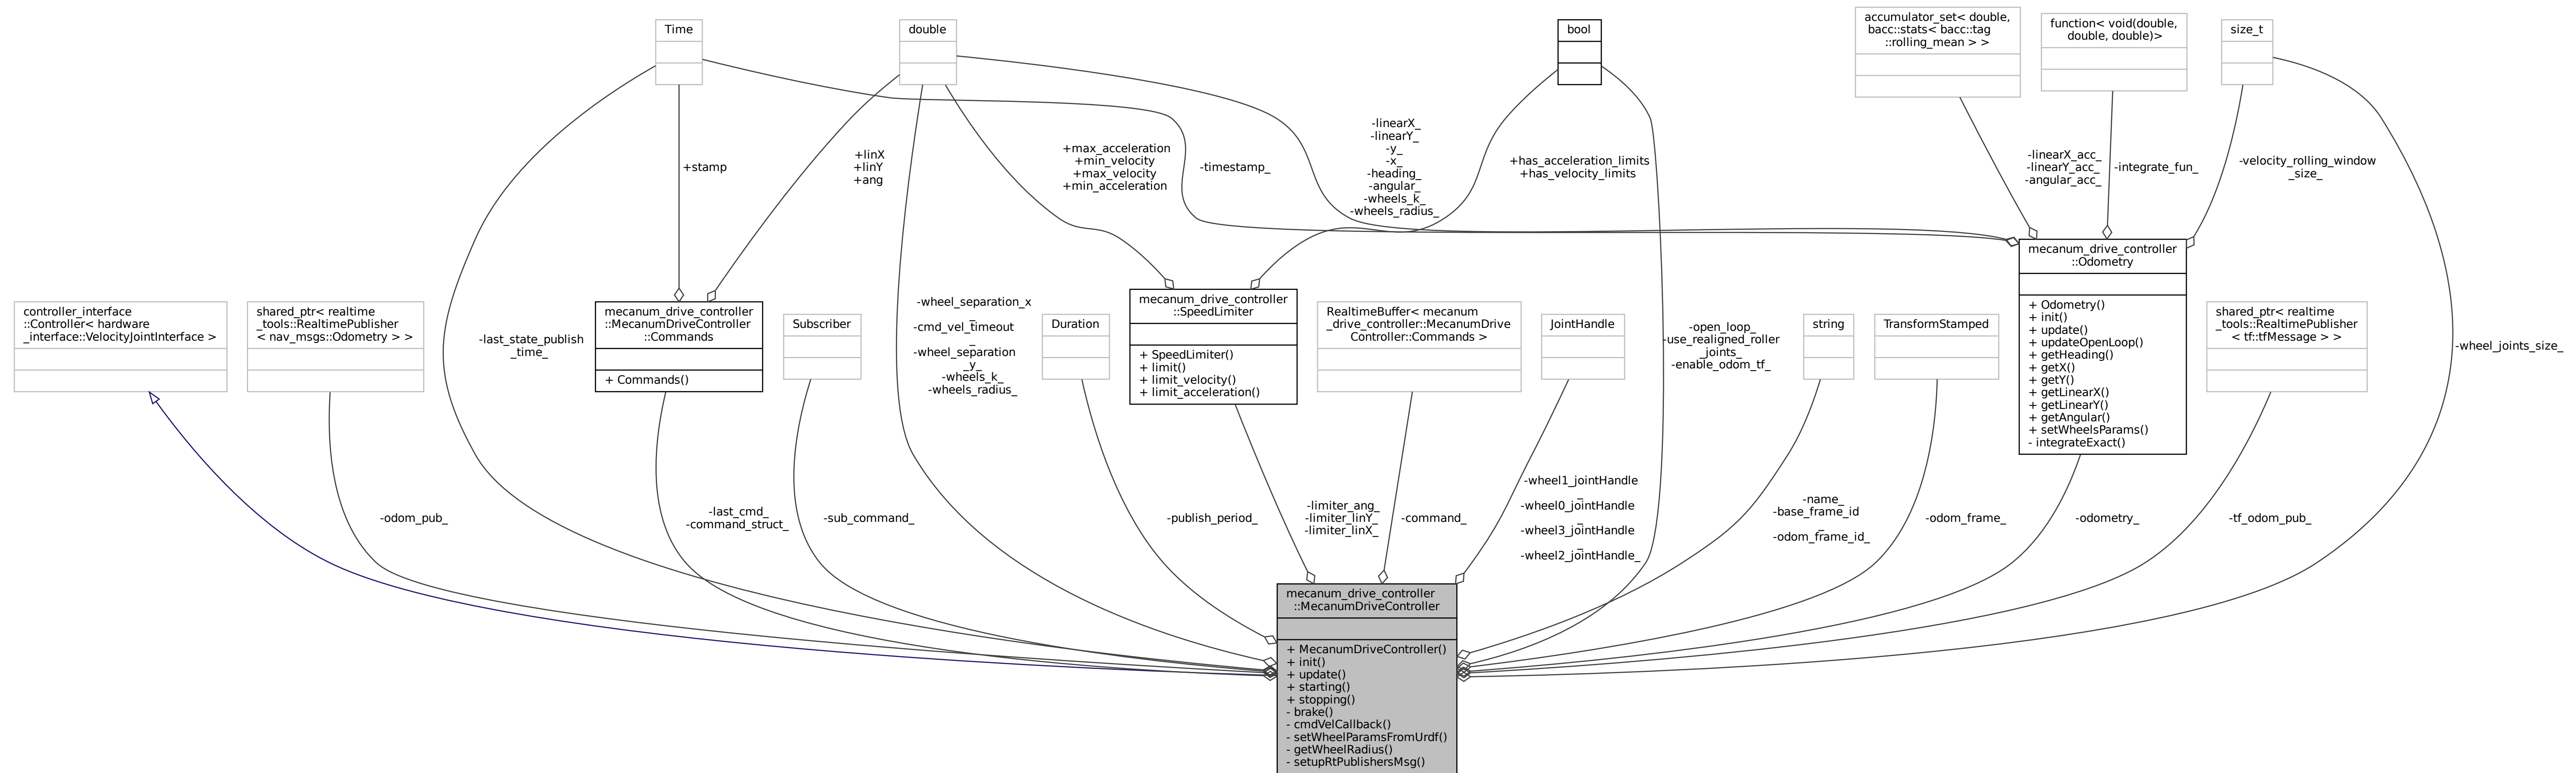 Time
double
bool
accumulator_set< double,
bacc::stats< bacc::tag
::rolling_mean > >
function< void(double,
double, double)>
size_t
+stamp
+linX
+linY
+ang
+max_acceleration
+min_velocity
+max_velocity
+min_acceleration
-timestamp_
-linearX_
-linearY_
-y_
-x_
-heading_
-angular_
-wheels_k_
-wheels_radius_
+has_acceleration_limits
+has_velocity_limits
-linearX_acc_
-linearY_acc_
-angular_acc_
-integrate_fun_
-velocity_rolling_window
_size_
controller_interface
::Controller< hardware
_interface::VelocityJointInterface >
shared_ptr< realtime
_tools::RealtimePublisher
< nav_msgs::Odometry > >
-last_state_publish
_time_
mecanum_drive_controller
::MecanumDriveController
::Commands
+ Commands()
Subscriber
-wheel_separation_x
_
-cmd_vel_timeout
_
-wheel_separation
_y_
-wheels_k_
-wheels_radius_
Duration
mecanum_drive_controller
::SpeedLimiter
+ SpeedLimiter()
+ limit()
+ limit_velocity()
+ limit_acceleration()
RealtimeBuffer< mecanum
_drive_controller::MecanumDrive
Controller::Commands >
JointHandle
-open_loop_
-use_realigned_roller
_joints_
-enable_odom_tf_
string
TransformStamped
mecanum_drive_controller
::Odometry
+ Odometry()
+ init()
+ update()
+ updateOpenLoop()
+ getHeading()
+ getX()
+ getY()
+ getLinearX()
+ getLinearY()
+ getAngular()
+ setWheelsParams()
- integrateExact()
shared_ptr< realtime
_tools::RealtimePublisher
< tf::tfMessage > >
-wheel_joints_size_
-odom_pub_
-last_cmd_
-command_struct_
-sub_command_
-publish_period_
-limiter_ang_
-limiter_linY_
-limiter_linX_
-command_
-wheel1_jointHandle
_
-wheel0_jointHandle
_
-wheel3_jointHandle
_
-wheel2_jointHandle_
-name_
-base_frame_id
_
-odom_frame_id_
-odom_frame_
-odometry_
-tf_odom_pub_
mecanum_drive_controller
::MecanumDriveController
+ MecanumDriveController()
+ init()
+ update()
+ starting()
+ stopping()
- brake()
- cmdVelCallback()
- setWheelParamsFromUrdf()
- getWheelRadius()
- setupRtPublishersMsg()